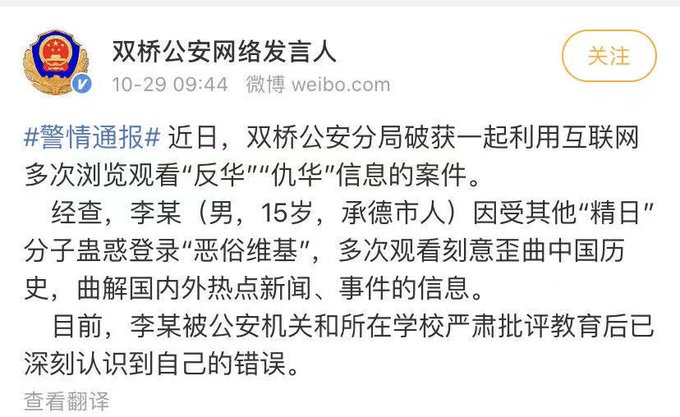 双桥公安网络发言人
关注
10-29 09:44 微博 weibo.com
#警情通报# 近日，双桥公安分局破获一起利用互联网
多次浏览观看“反华”“仇华”信息的案件。
经查，李某（男，15岁，承德市人）因受其他“精日”
分子蛊惑登录“恶俗维基”，多次观看刻意歪曲中国历
史，曲解国内外热点新闻、事件的信息。
目前，李某被公安机关和所在学校严肃批评教育后已
深刻认识到自己的错误。
查看翻译